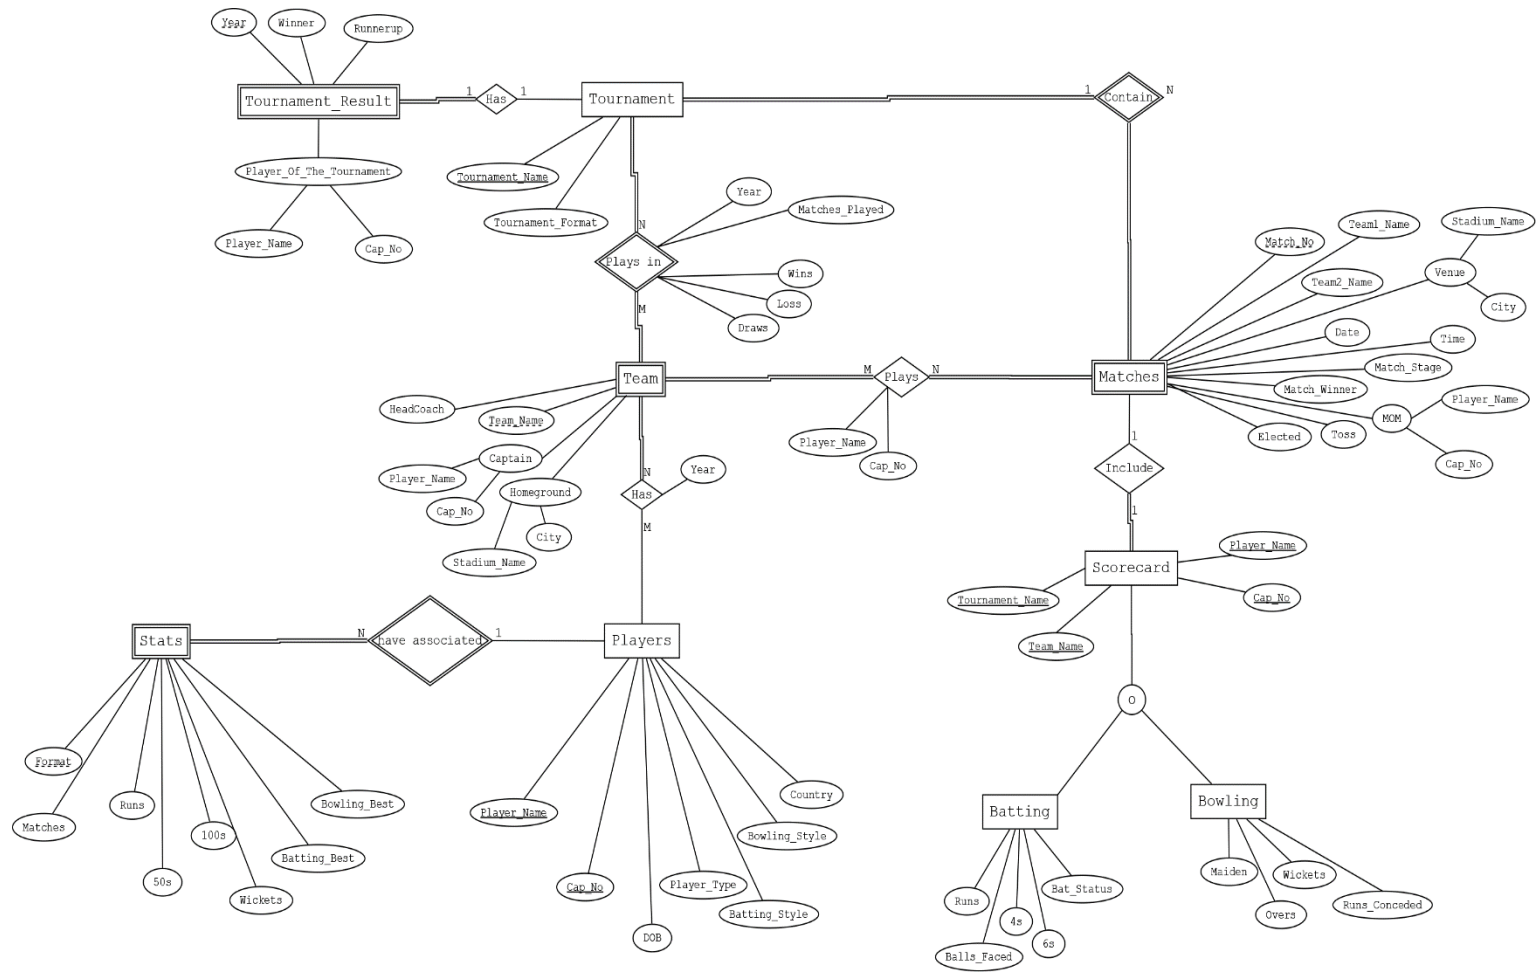 Year
Winner
Runnerup
Tournament_Result
1
Has
1
Tournament
1
Contain
N
Player_Of_The_Tournament
Player_Name
Cap_No
Tournament_Name
Tournament_Format
N
Plays in
M
Year
Matches_Played
Wins
Loss
Draws
Match_No
Team1_Name
Stadium_Name
Team2_Name
Venue
City
Date
Time
Match_Stage
Match_Winner
Player_Name
MOM
Cap_No
Toss
Elected
Team
M
Plays
N
Matches
Player_Name
Cap_No
HeadCoach
Team_Name
Captain
Player_Name
Cap_No
Homeground
City
Stadium_Name
N
Has
M
Year
1
Include
1
Scorecard
Player_Name
Cap_No
Tournament_Name
Team_Name
O
Stats
N
have associated
1
Players
Format
Matches
Runs
50s
100s
Wickets
Batting_Best
Bowling_Best
Player_Name
Cap_No
DOB
Player_Type
Batting_Style
Bowling_Style
Country
Batting
Bowling
Runs
Balls_Faced
4s
6s
Bat_Status
Maiden
Overs
Wickets
Runs_Conceded